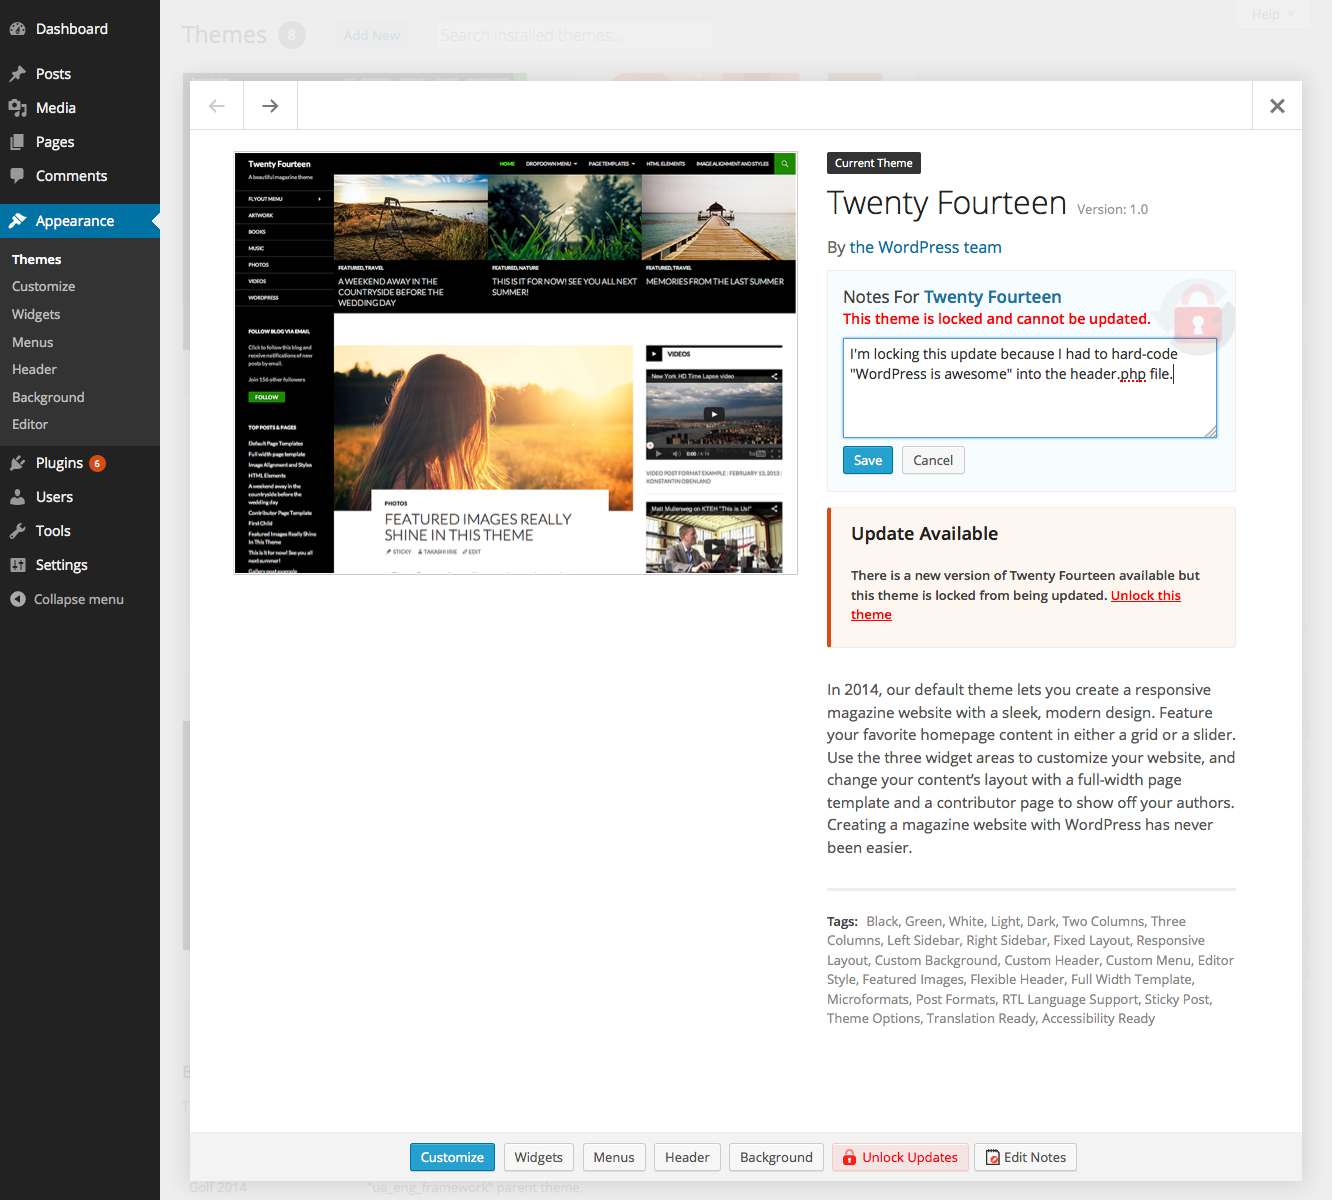 Dashboard
Posts
Media
Pages
Comments
Appearance
Themes
Customize
Widgets
Menus
Header
Background
Editor
Plugins 6
Users
Tools
Settings
Collapse menu
Themes 8 Add New Search installed themes...
Help
Twenty Fourteen
A beautiful magazine theme
HOME DROPDOWN MENU PAGE TEMPLATES HTML ELEMENTS IMAGE ALIGNMENT AND STYLES
FLYOUT MENU
ARTWORK
BOOKS
MUSIC
PHOTOS
VIDEOS
WORDPRESS
FEATURED, TRAVEL
A WEEKEND AWAY IN THE
COUNTRYSIDE BEFORE THE
WEDDING DAY
FEATURED, NATURE
THIS IS IT FOR NOW! SEE YOU ALL NEXT
SUMMER!
FEATURED, TRAVEL
MEMORIES FROM THE LAST SUMMER
FOLLOW BLOG VIA EMAIL
Click to follow this blog and
receive notifications of new
posts by email.
Join 156 other followers
FOLLOW
TOP POSTS & PAGES
Default Page Templates
Full width page template
Image Alignment and Styles
HTML Elements
A weekend away in the
countryside before the
wedding day
Contributor Page Template
First Child
Featured Images Really Shine
In This Theme
This is it for now! See you all
next summer!
Gallery post example
PHOTOS
FEATURED IMAGES REALLY
SHINE IN THIS THEME
STICKY TAKASHI IRIE EDIT
VIDEOS
New York HD Time Lapse video
0:00 / 4:14
VIDEO POST FORMAT EXAMPLE | FEBRUARY 13, 2013 |
KONSTANTIN OBENLAND
Matt Mullenweg on KTEH "This is Us!"
Current Theme
Twenty Fourteen Version: 1.0
By the WordPress team
Notes For Twenty Fourteen
This theme is locked and cannot be updated.
I'm locking this update because I had to hard-code
"WordPress is awesome" into the header.php file.
Save Cancel
Update Available
There is a new version of Twenty Fourteen available but
this theme is locked from being updated. Unlock this
theme
In 2014, our default theme lets you create a responsive
magazine website with a sleek, modern design. Feature
your favorite homepage content in either a grid or a slider.
Use the three widget areas to customize your website, and
change your content’s layout with a full-width page
template and a contributor page to show off your authors.
Creating a magazine website with WordPress has never
been easier.
Tags: Black, Green, White, Light, Dark, Two Columns, Three
Columns, Left Sidebar, Right Sidebar, Fixed Layout, Responsive
Layout, Custom Background, Custom Header, Custom Menu, Editor
Style, Featured Images, Flexible Header, Full Width Template,
Microformats, Post Formats, RTL Language Support, Sticky Post,
Theme Options, Translation Ready, Accessibility Ready
Customize Widgets Menus Header Background Unlock Updates Edit Notes
Golf 2014 "ua_eng_framework" parent theme.